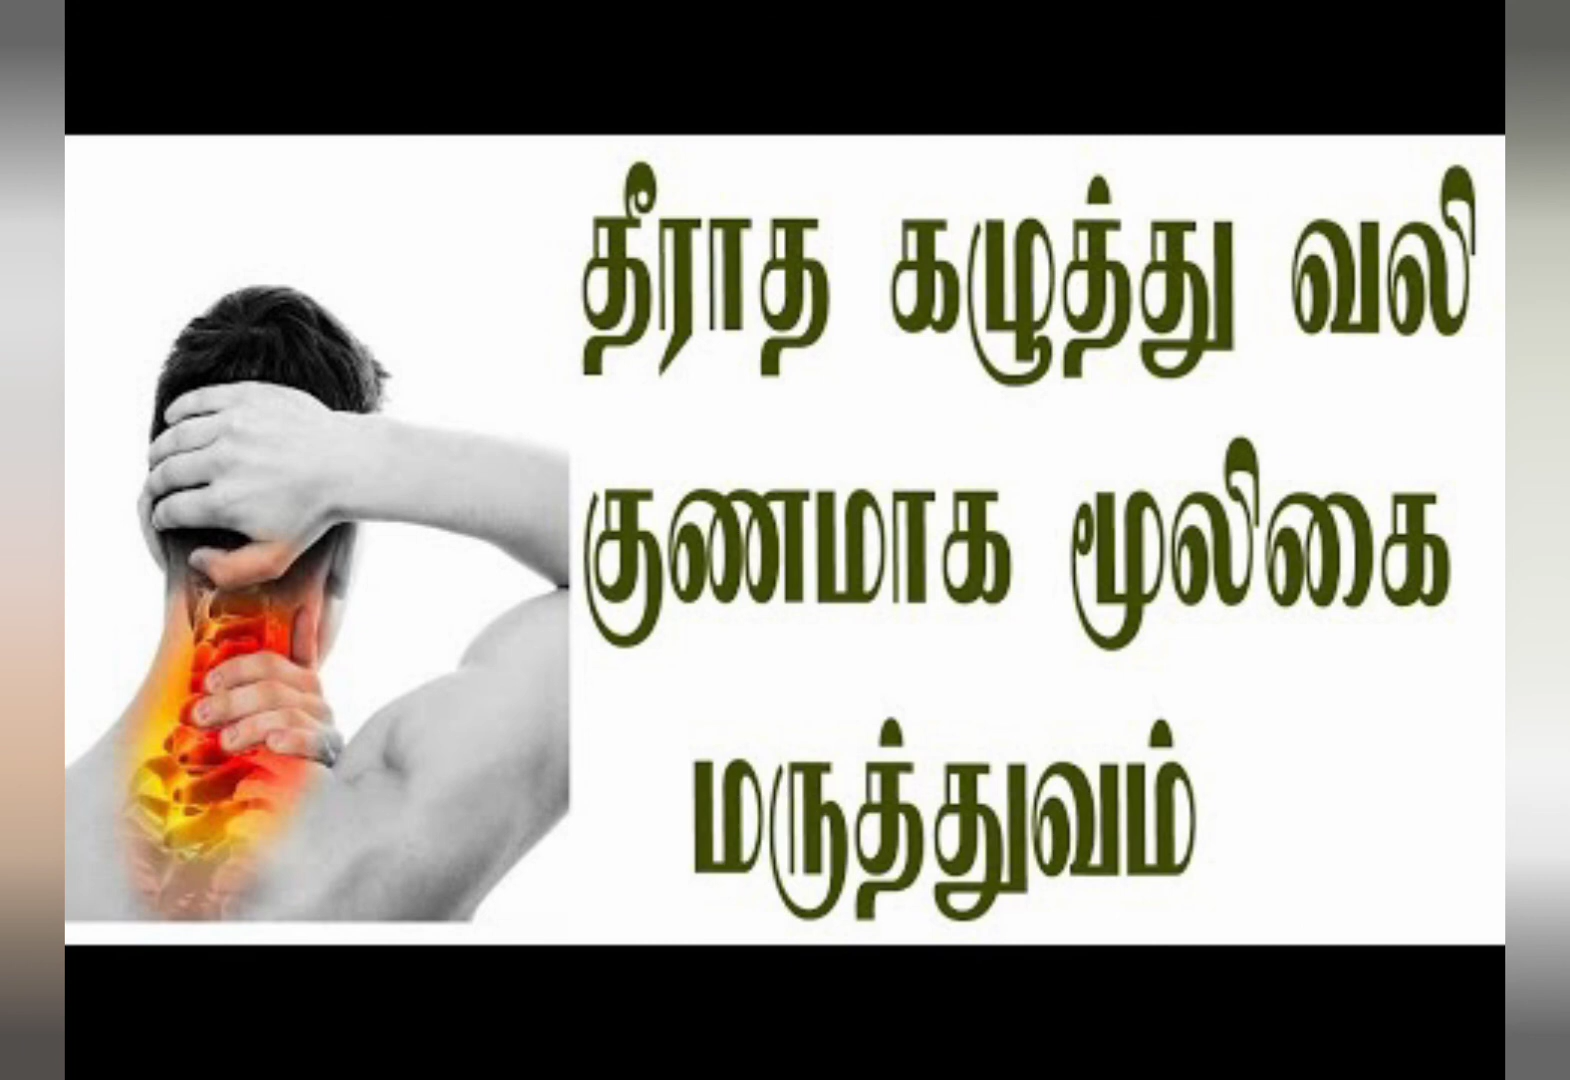 தீராத கழுத்து வலி
குணமாக மூலிகை
மருத்துவம்